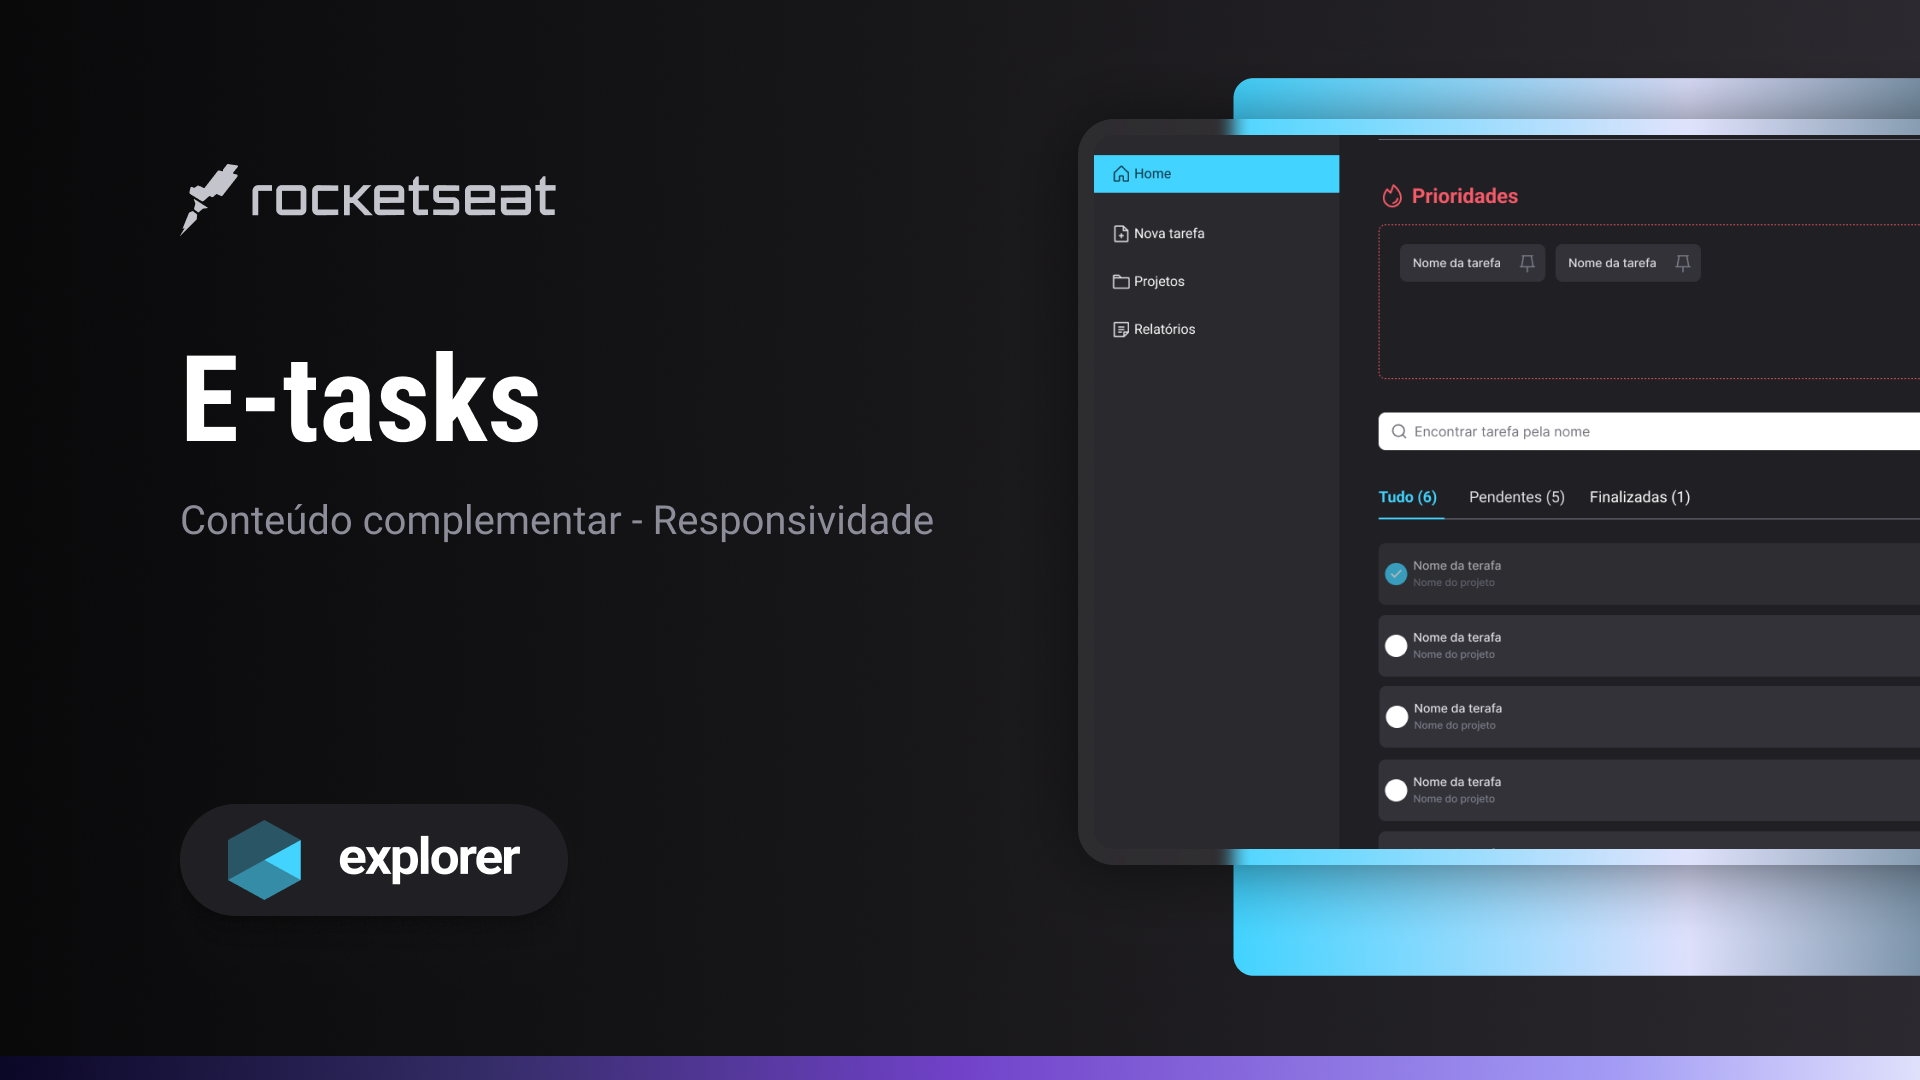 rocketseat
E-tasks
Conteúdo complementar - Responsividade
explorer
Home
Nova tarefa
Projetos
Relatórios
Prioridades
Nome da tarefa
Nome da tarefa
Encontrar tarefa pela nome
Tudo (6) Pendentes (5) Finalizadas (1)
Nome da terafa
Nome do projeto
Nome da terafa
Nome do projeto
Nome da terafa
Nome do projeto
Nome da terafa
Nome do projeto